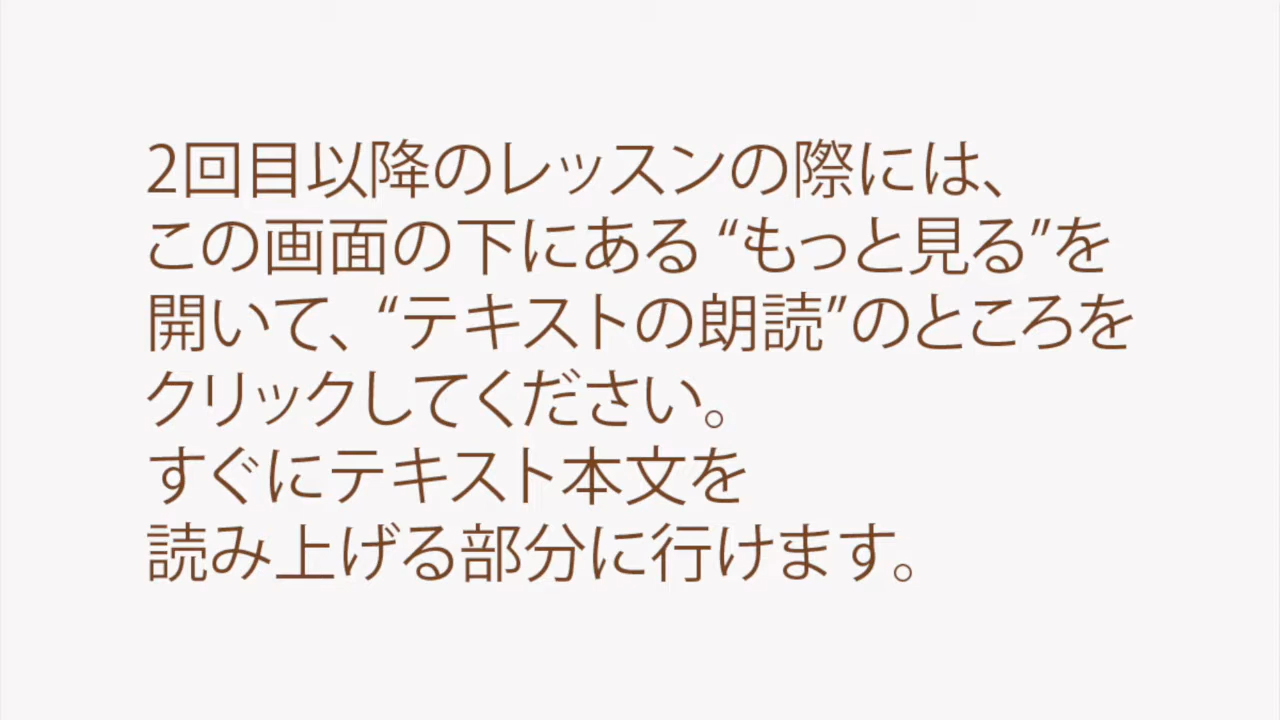 2回目以降のレッスンの際には、
この画面の下にある “もっと見る”を
開いて、“テキストの朗読”のところを
クリックしてください。
すぐにテキスト本文を
読み上げる部分に行けます。